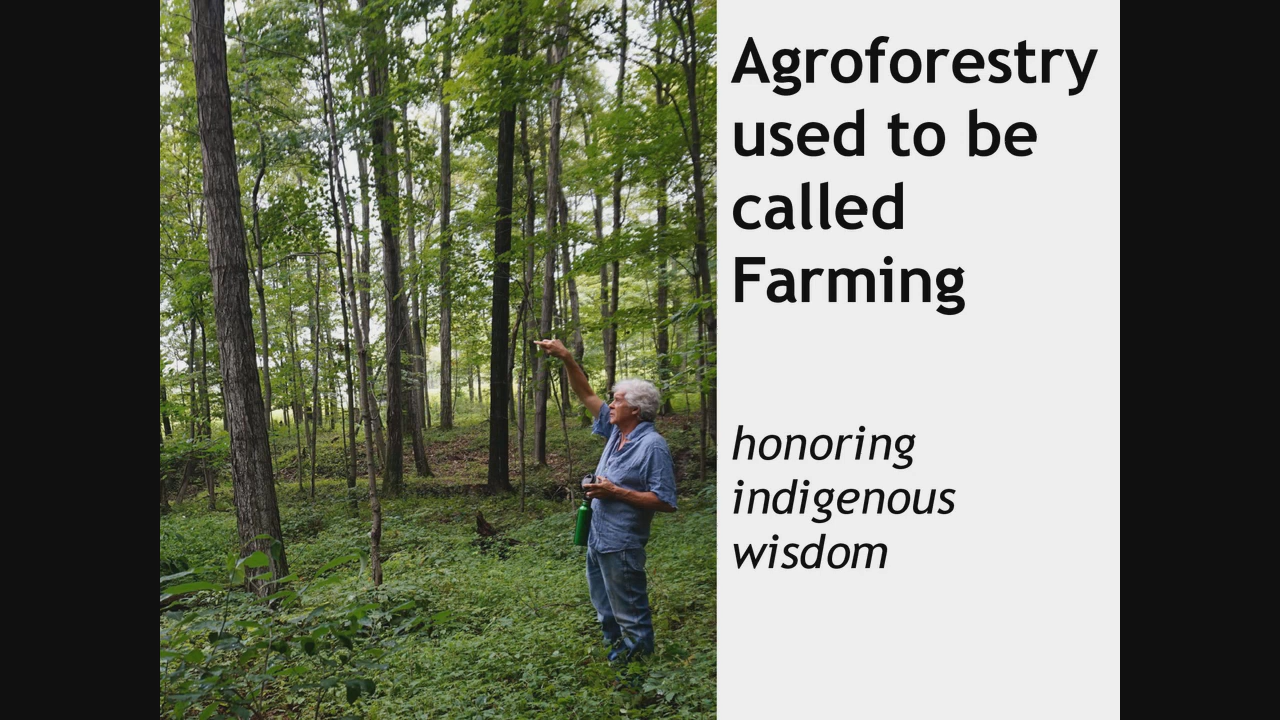 Agroforestry
used to be
called
Farming
honoring
indigenous
wisdom